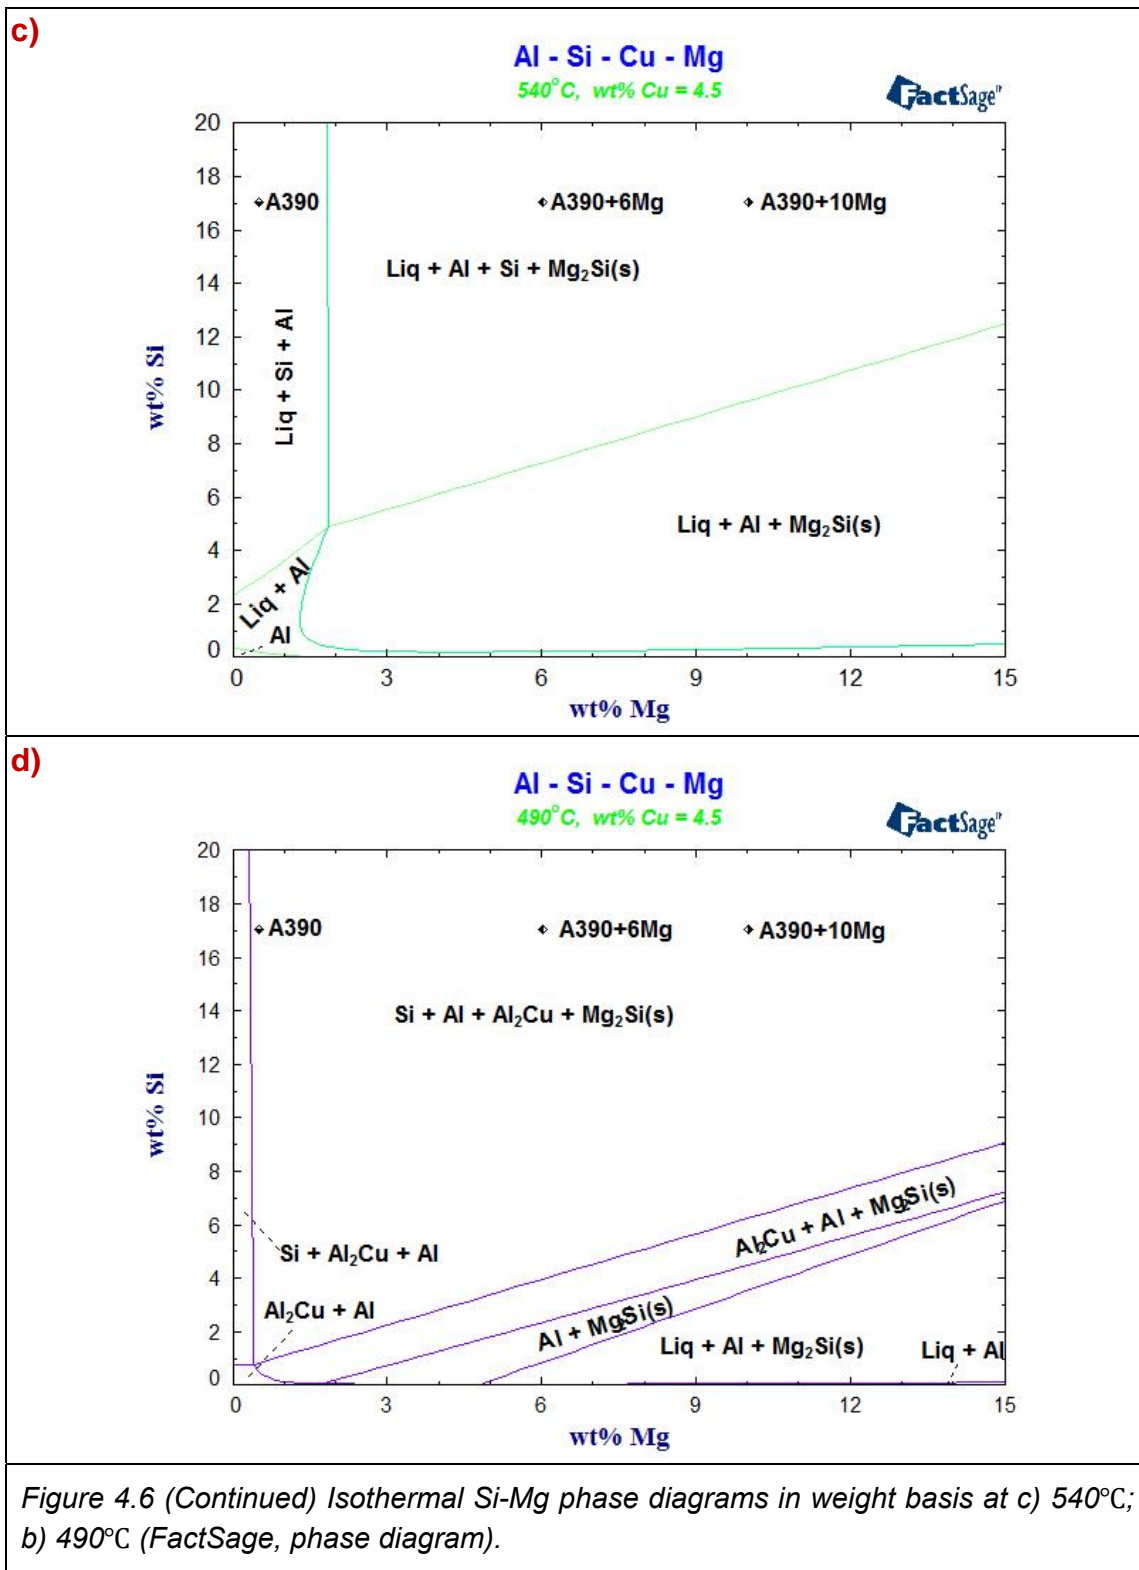 c)
Al - Si - Cu - Mg
540°C, wt% Cu = 4.5
FactSage™
20
18
16
14
12
10
8
6
4
2
0
wt% Si
A390
A390+6Mg
A390+10Mg
Liq + Al + Si + Mg₂Si(s)
Liq + Si + Al
Liq + Al + Mg₂Si(s)
Liq + Al
Al
0 3 6 9 12 15
wt% Mg
d)
Al - Si - Cu - Mg
490°C, wt% Cu = 4.5
FactSage™
20
18
16
14
12
10
8
6
4
2
0
wt% Si
A390
A390+6Mg
A390+10Mg
Si + Al + Al₂Cu + Mg₂Si(s)
Si + Al₂Cu + Al
Al₂Cu + Al + Mg₂Si(s)
Al₂Cu + Al
Al + Mg₂Si(s)
Liq + Al + Mg₂Si(s)
Liq + Al
0 3 6 9 12 15
wt% Mg
Figure 4.6 (Continued) Isothermal Si-Mg phase diagrams in weight basis at c) 540℃;
b) 490℃ (FactSage, phase diagram).